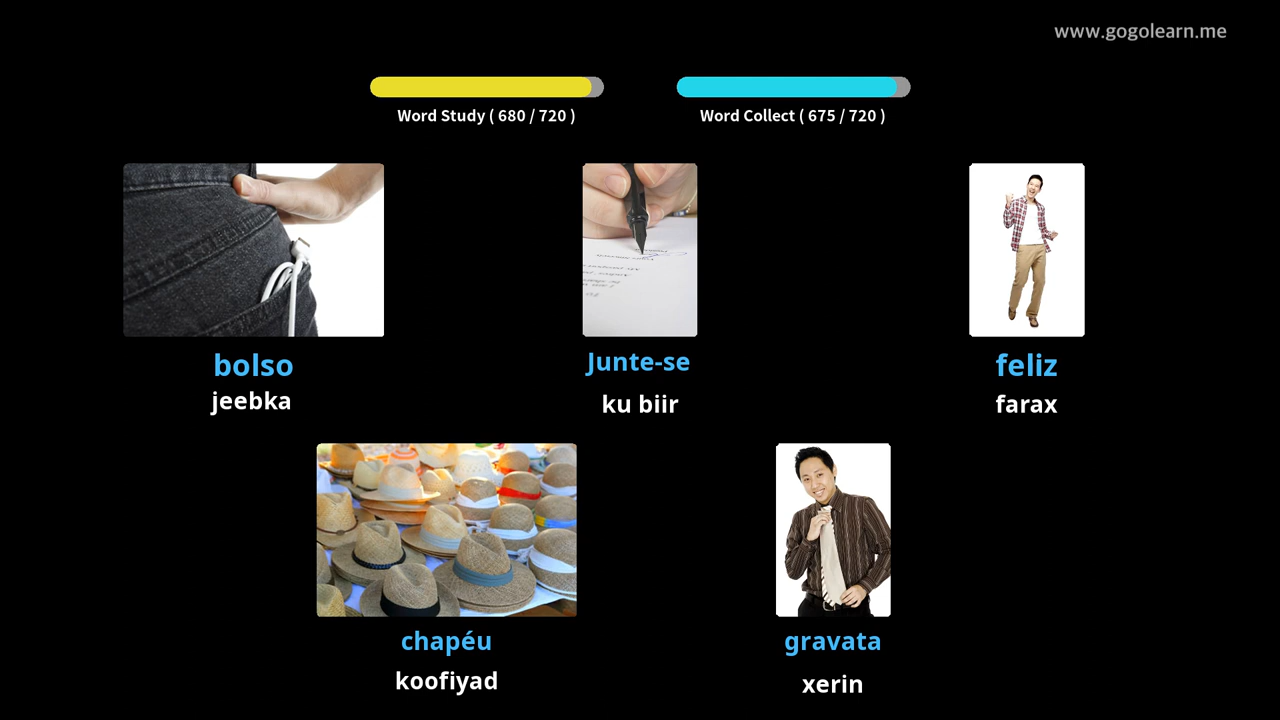 www.gogolearn.me
Word Study ( 680 / 720 )
Word Collect ( 675 / 720 )
bolso
jeebka
Junte-se
ku biir
feliz
farax
chapéu
koofiyad
gravata
xerin